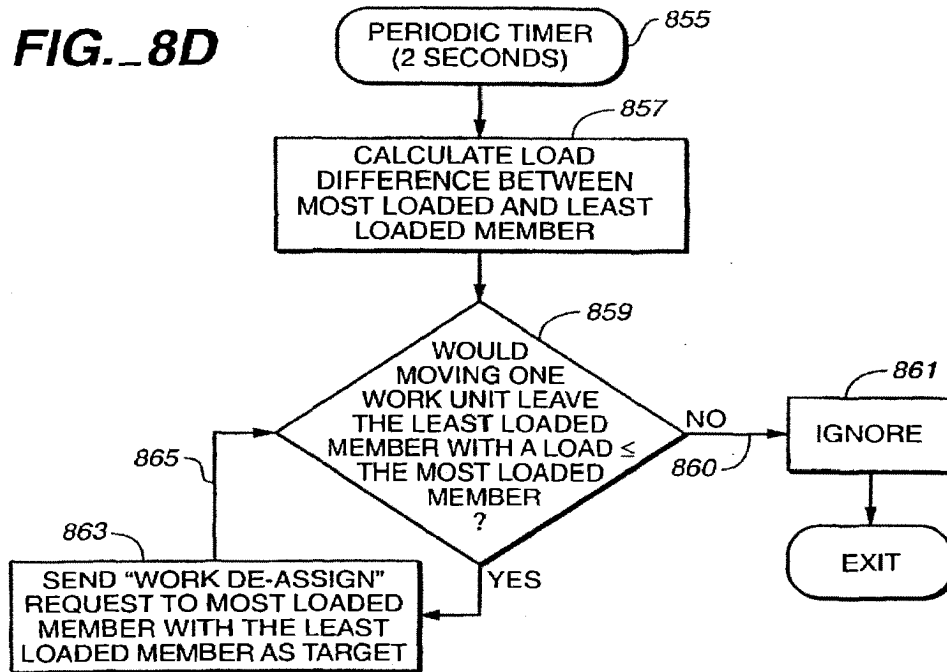 FIG._8D
PERIODIC TIMER
(2 SECONDS)
855
857
CALCULATE LOAD
DIFFERENCE BETWEEN
MOST LOADED AND LEAST
LOADED MEMBER
859
WOULD
MOVING ONE
WORK UNIT LEAVE
THE LEAST LOADED
MEMBER WITH A LOAD ≤
THE MOST LOADED
MEMBER
?
NO
860
861
IGNORE
EXIT
YES
865
863
SEND "WORK DE-ASSIGN"
REQUEST TO MOST LOADED
MEMBER WITH THE LEAST
LOADED MEMBER AS TARGET